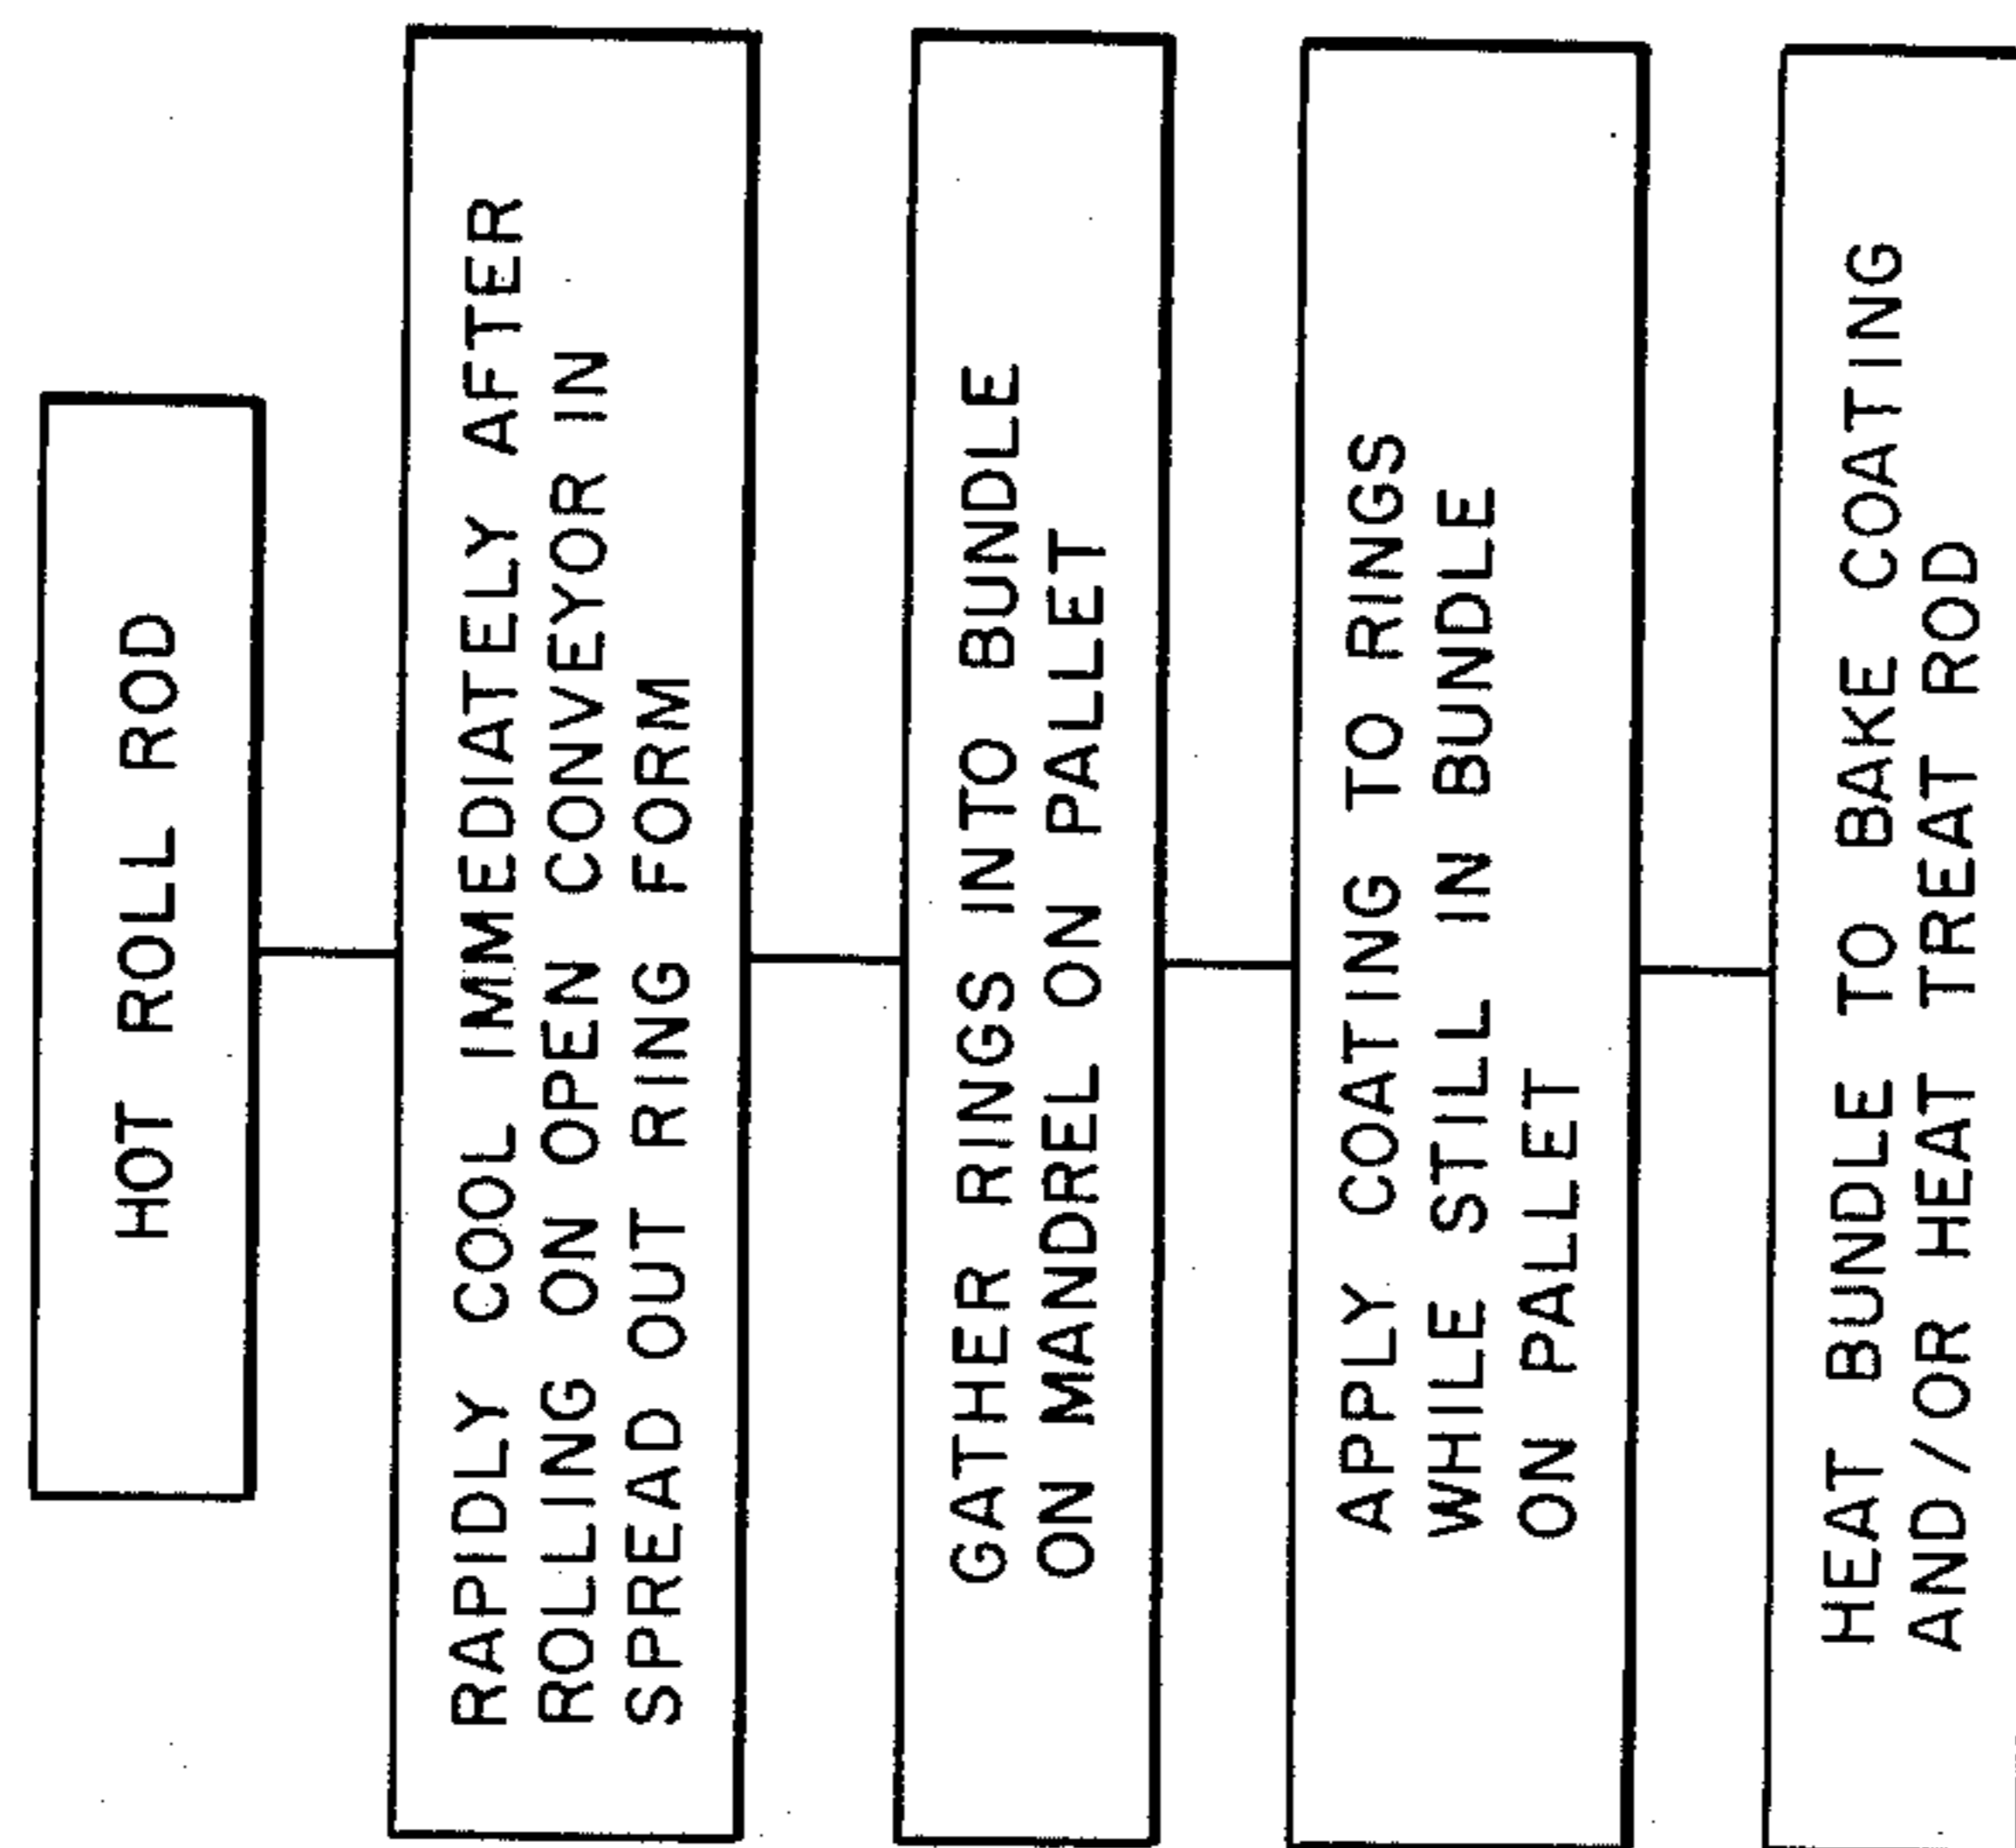 HOT ROLL ROD
RAPIDLY COOL IMMEDIATELY AFTER
ROLLING ON OPEN CONVEYOR IN
SPREAD OUT RING FORM
GATHER RINGS INTO BUNDLE
ON MANDREL ON PALLET
APPLY COATING TO RINGS
WHILE STILL IN BUNDLE
ON PALLET
HEAT BUNDLE TO BAKE COATING
AND/OR HEAT TREAT ROD